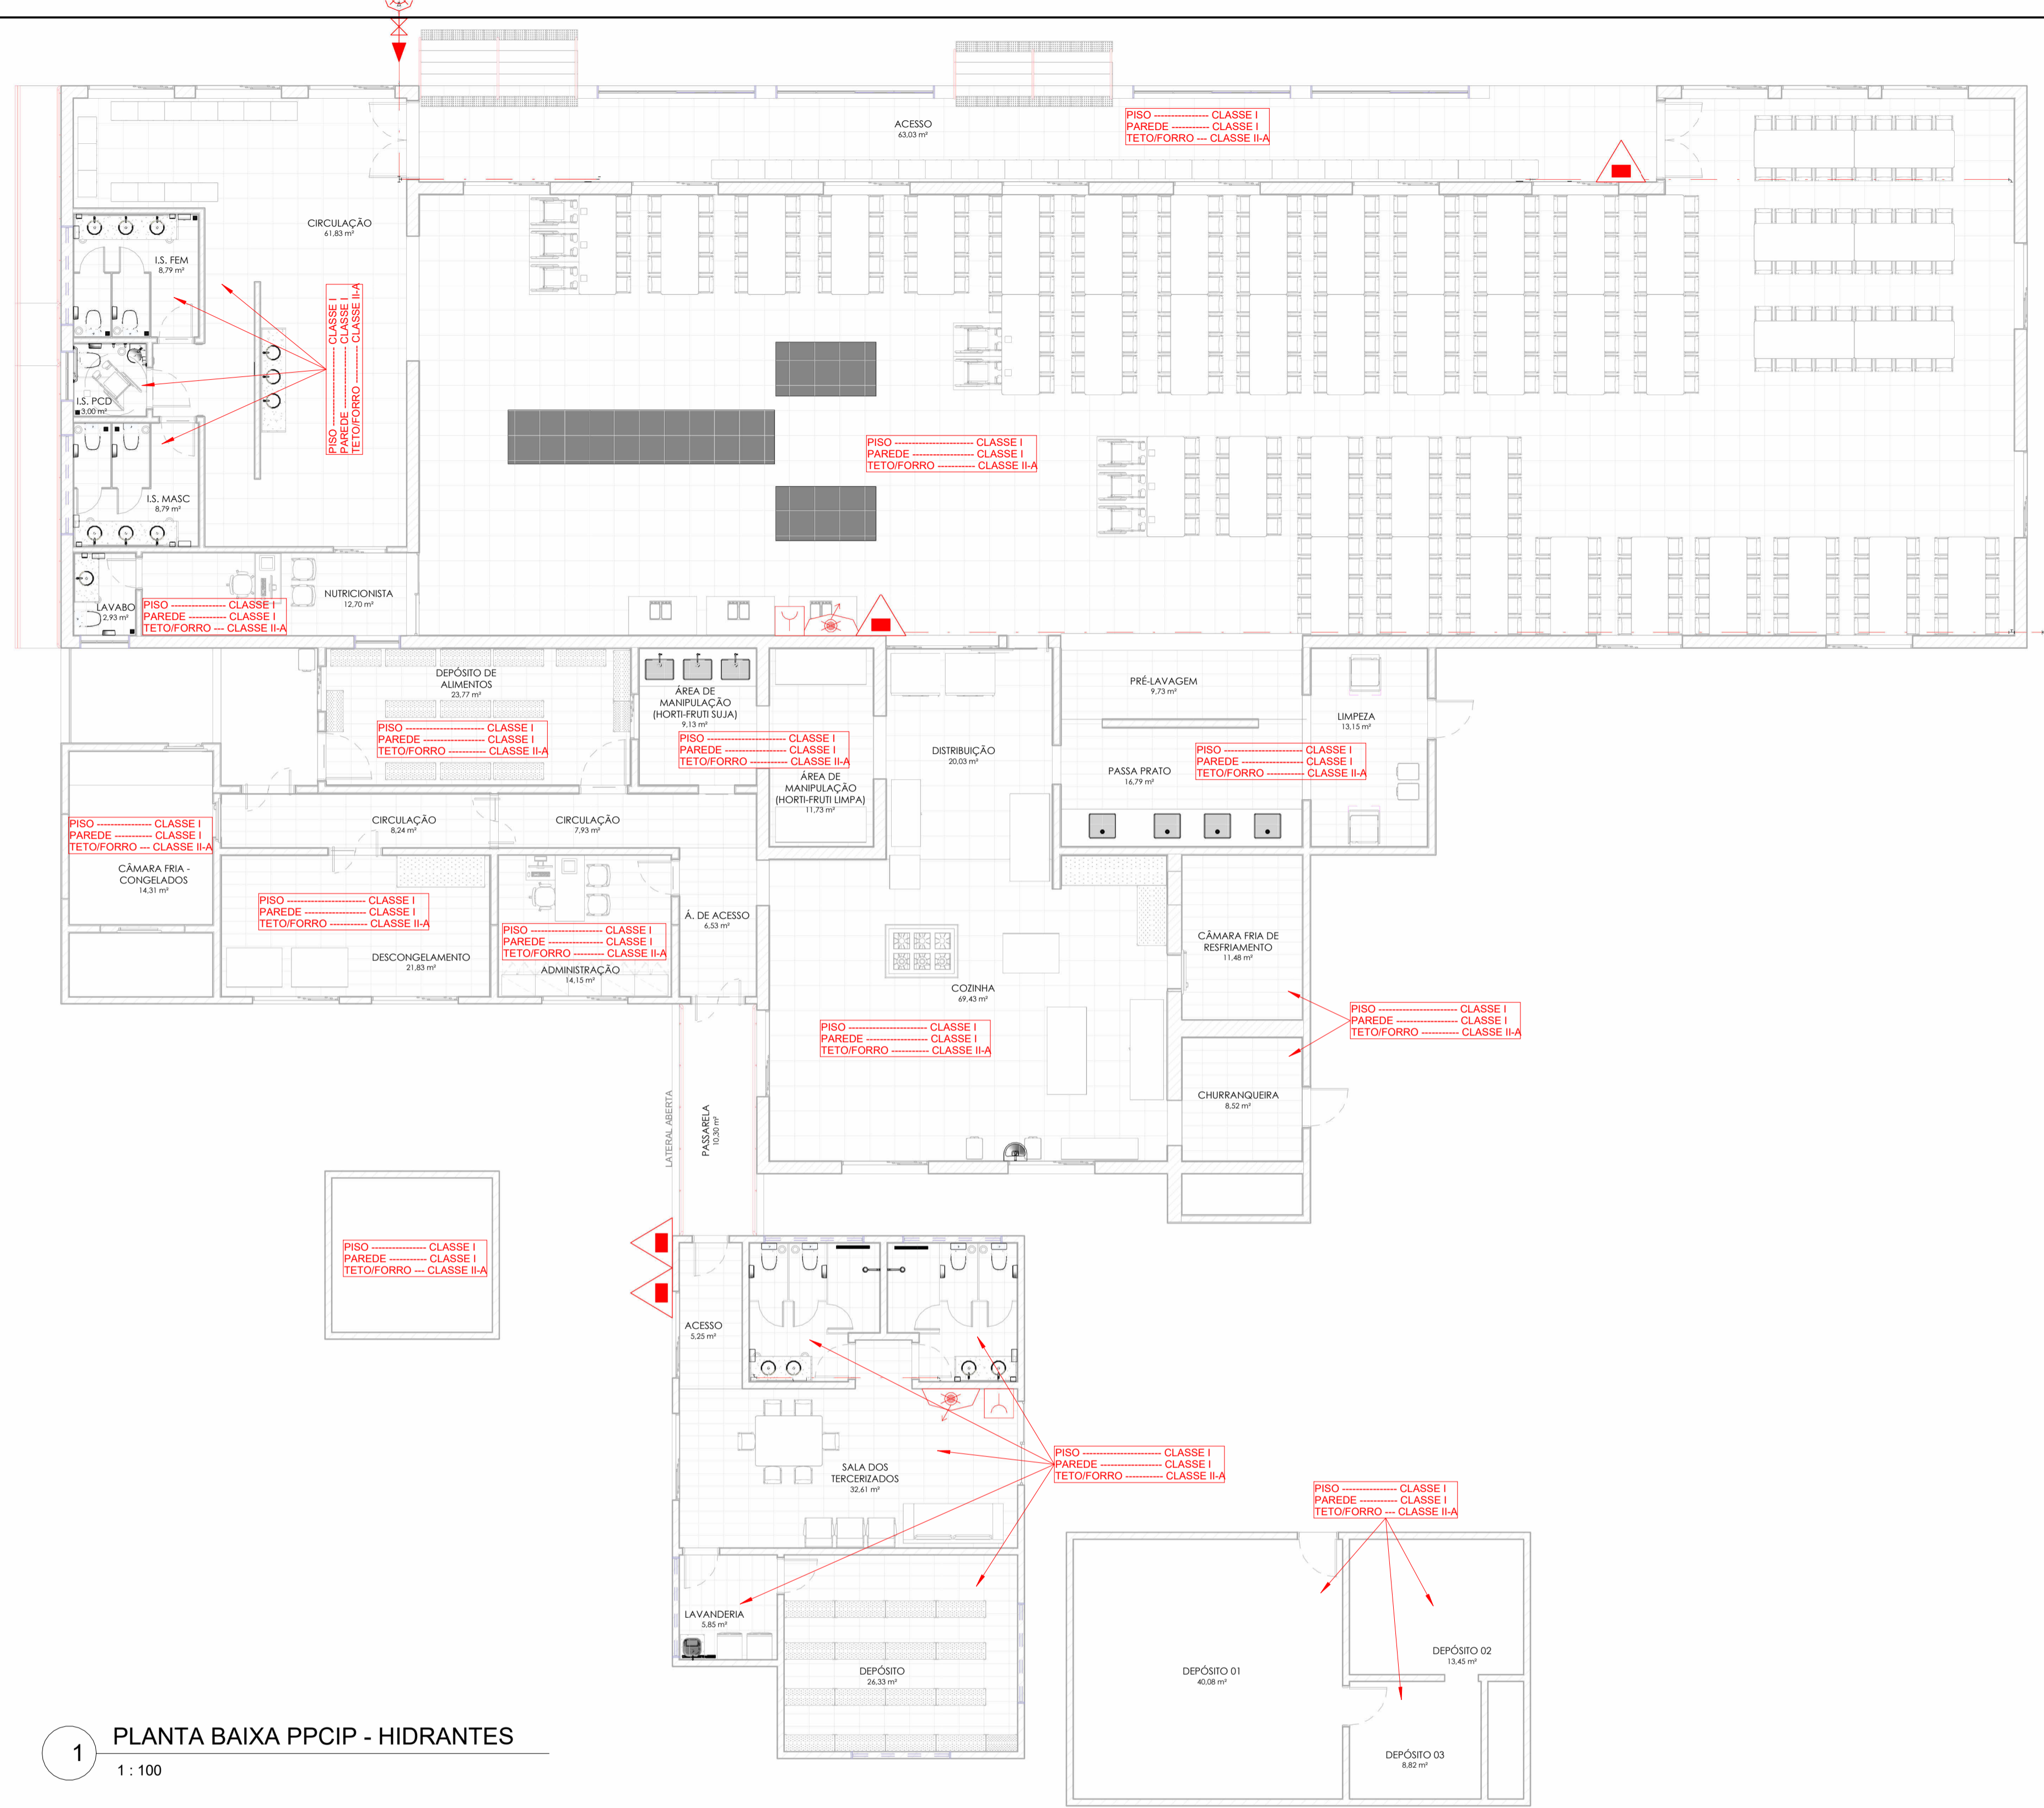 ACESSO
63,03 m²
PISO ---------------- CLASSE I
PAREDE ----------- CLASSE I
TETO/FORRO --- CLASSE II-A
CIRCULAÇÃO
61,83 m²
I.S. FEM
8,79 m²
PISO ----------------------- CLASSE I
PAREDE ------------------ CLASSE I
TETO/FORRO ----------- CLASSE II-A
I.S. PCD
3,00 m²
I.S. MASC
8,79 m²
PISO ----------------------- CLASSE I
PAREDE ------------------ CLASSE I
TETO/FORRO ----------- CLASSE II-A
NUTRICIONISTA
12,70 m²
LAVABO
2,93 m²
PISO ---------------- CLASSE I
PAREDE ----------- CLASSE I
TETO/FORRO --- CLASSE II-A
DEPÓSITO DE
ALIMENTOS
23,77 m²
PISO ----------------------- CLASSE I
PAREDE ------------------ CLASSE I
TETO/FORRO ----------- CLASSE II-A
ÁREA DE
MANIPULAÇÃO
(HORTI-FRUTI SUJA)
9,13 m²
PISO ----------------------- CLASSE I
PAREDE ------------------ CLASSE I
TETO/FORRO ----------- CLASSE II-A
ÁREA DE
MANIPULAÇÃO
(HORTI-FRUTI LIMPA)
11,73 m²
DISTRIBUIÇÃO
20,03 m²
PRÉ-LAVAGEM
9,73 m²
LIMPEZA
13,15 m²
PISO ----------------------- CLASSE I
PAREDE ------------------ CLASSE I
TETO/FORRO ----------- CLASSE II-A
PASSA PRATO
16,79 m²
CIRCULAÇÃO
8,24 m²
CIRCULAÇÃO
7,93 m²
PISO ---------------- CLASSE I
PAREDE ----------- CLASSE I
TETO/FORRO --- CLASSE II-A
CÂMARA FRIA -
CONGELADOS
14,31 m²
PISO ----------------------- CLASSE I
PAREDE ------------------ CLASSE I
TETO/FORRO ----------- CLASSE II-A
DESCONGELAMENTO
21,83 m²
PISO --------------------- CLASSE I
PAREDE ---------------- CLASSE I
TETO/FORRO --------- CLASSE II-A
ADMINISTRAÇÃO
14,15 m²
Á. DE ACESSO
6,53 m²
CÂMARA FRIA DE
RESFRIAMENTO
11,48 m²
COZINHA
69,43 m²
PISO ----------------------- CLASSE I
PAREDE ------------------ CLASSE I
TETO/FORRO ----------- CLASSE II-A
PISO ----------------------- CLASSE I
PAREDE ------------------ CLASSE I
TETO/FORRO ----------- CLASSE II-A
CHURRANQUEIRA
8,52 m²
LATERAL ABERTA
PASSARELA
10,30 m²
PISO ---------------- CLASSE I
PAREDE ----------- CLASSE I
TETO/FORRO --- CLASSE II-A
ACESSO
5,25 m²
SALA DOS
TERCERIZADOS
32,61 m²
PISO ----------------------- CLASSE I
PAREDE ------------------ CLASSE I
TETO/FORRO ----------- CLASSE II-A
PISO ---------------- CLASSE I
PAREDE ----------- CLASSE I
TETO/FORRO --- CLASSE II-A
LAVANDERIA
5,85 m²
DEPÓSITO
26,33 m²
DEPÓSITO 01
40,08 m²
DEPÓSITO 02
13,45 m²
DEPÓSITO 03
8,82 m²
1
PLANTA BAIXA PPCIP - HIDRANTES
1 : 100